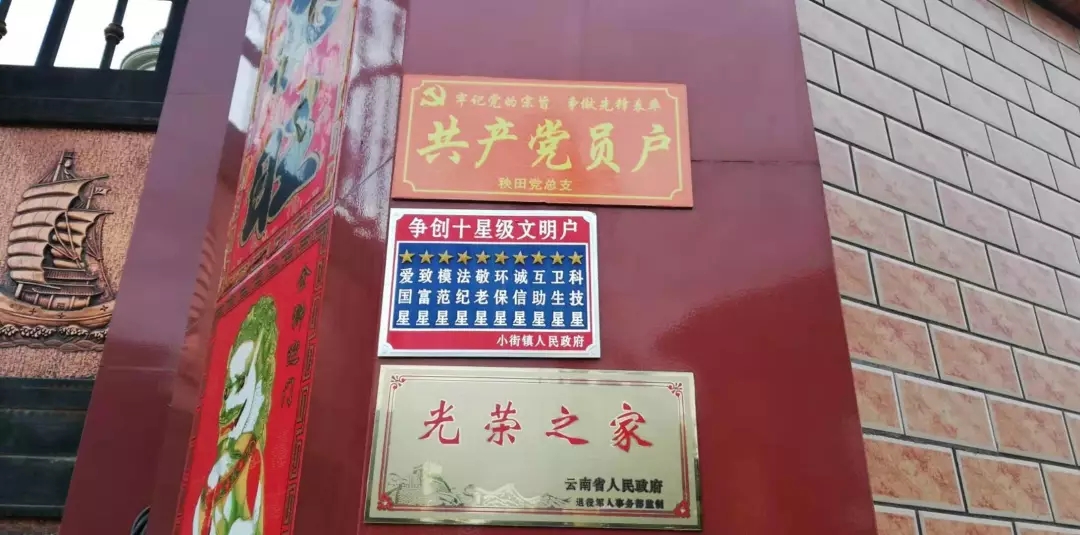 牢记党的宗旨 争做先锋表率
共产党员户
秧田党总支
争创十星级文明户
爱国星 致富星 模范星 法纪星 敬老星 环保星 诚信星 互助星 卫生星 科技星
小街镇人民政府
光荣之家
云南省人民政府
退役军人事务部监制